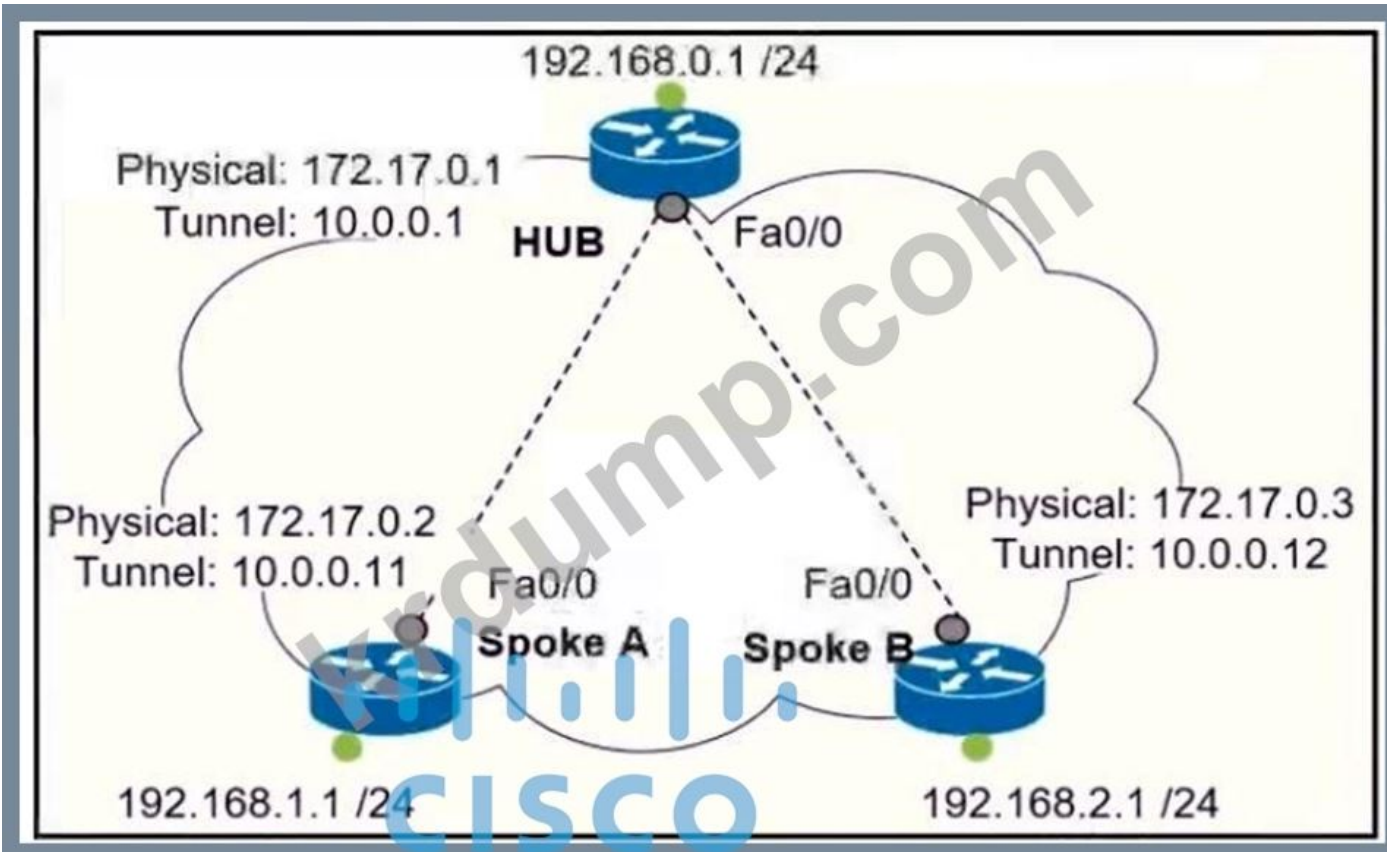 192.168.0.1 /24
Physical: 172.17.0.1
Tunnel: 10.0.0.1
HUB
Fa0/0
Physical: 172.17.0.2
Tunnel: 10.0.0.11
Physical: 172.17.0.3
Tunnel: 10.0.0.12
Fa0/0
Fa0/0
Spoke A
Spoke B
192.168.1.1 /24
192.168.2.1 /24
krdump.com
CISCO